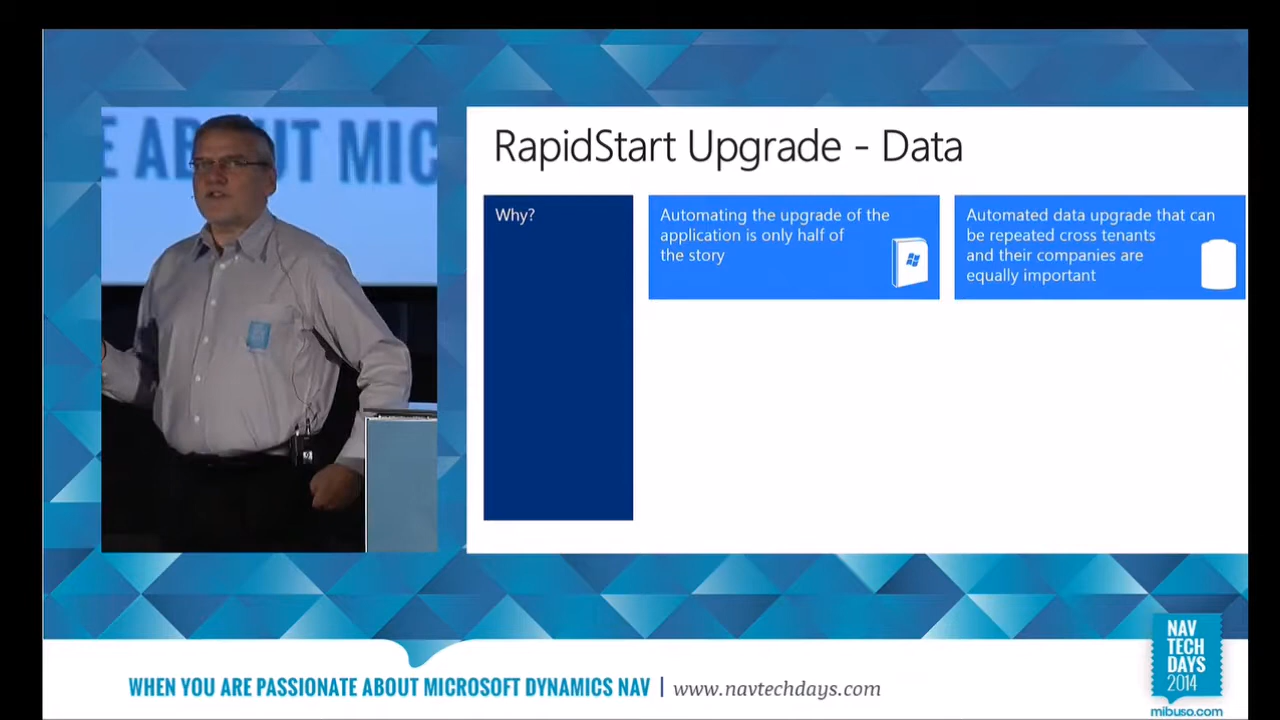 E ABOUT MIC
RapidStart Upgrade - Data
Why?
Automating the upgrade of the
application is only half of
the story
Automated data upgrade that can
be repeated cross tenants
and their companies are
equally important
WHEN YOU ARE PASSIONATE ABOUT MICROSOFT DYNAMICS NAV | www.navtechdays.com
NAV
TECH
DAYS
2014
mibuso.com